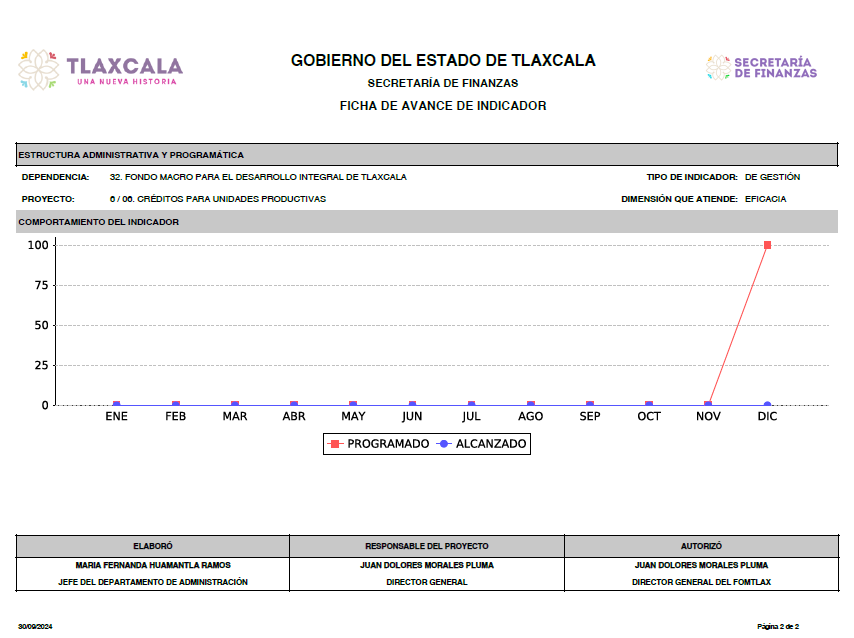 TLAXCALA
UNA NUEVA HISTORIA
GOBIERNO DEL ESTADO DE TLAXCALA
SECRETARÍA DE FINANZAS
FICHA DE AVANCE DE INDICADOR
SECRETARÍA
DE FINANZAS
ESTRUCTURA ADMINISTRATIVA Y PROGRAMÁTICA
DEPENDENCIA: 32. FONDO MACRO PARA EL DESARROLLO INTEGRAL DE TLAXCALA TIPO DE INDICADOR: DE GESTIÓN
PROYECTO: 6 / 06. CRÉDITOS PARA UNIDADES PRODUCTIVAS DIMENSIÓN QUE ATIENDE: EFICACIA
COMPORTAMIENTO DEL INDICADOR
100
75
50
25
0
ENE FEB MAR ABR MAY JUN JUL AGO SEP OCT NOV DIC
PROGRAMADO ALCANZADO
ELABORÓ RESPONSABLE DEL PROYECTO AUTORIZÓ
MARIA FERNANDA HUAMANTLA RAMOS JUAN DOLORES MORALES PLUMA JUAN DOLORES MORALES PLUMA
JEFE DEL DEPARTAMENTO DE ADMINISTRACIÓN DIRECTOR GENERAL DIRECTOR GENERAL DEL FOMTLAX
30/09/2024 Página 2 de 2